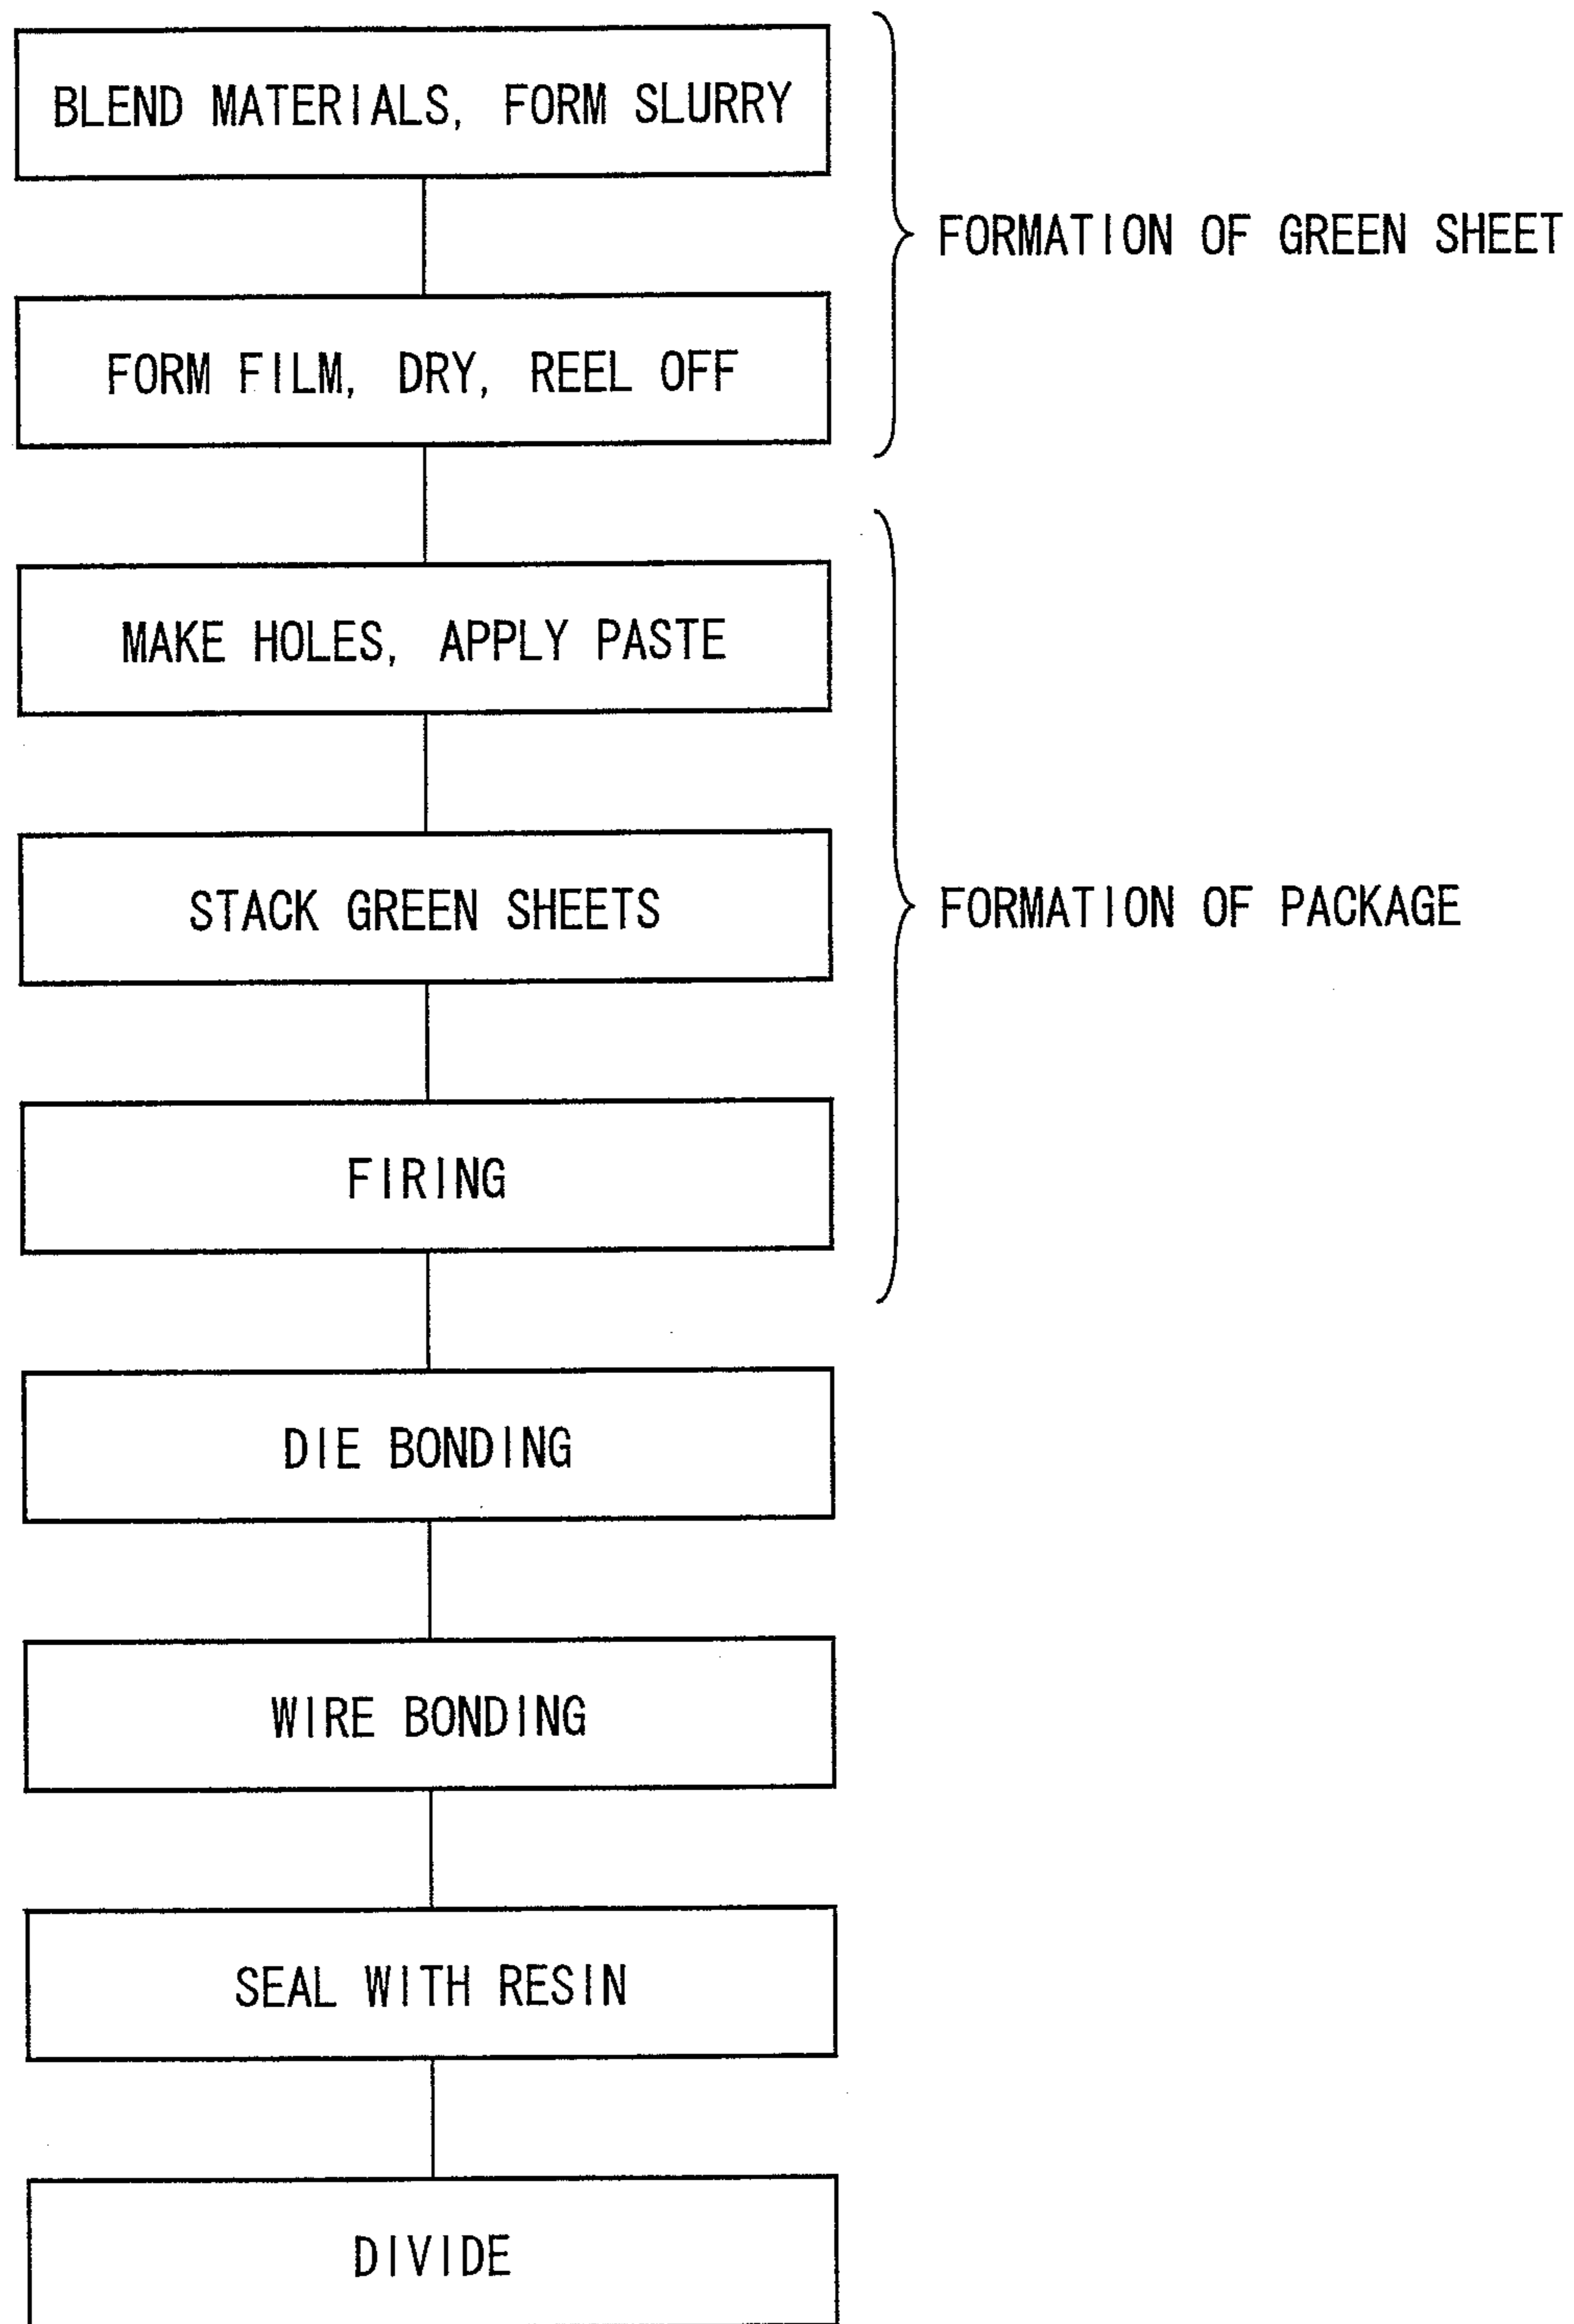 BLEND MATERIALS, FORM SLURRY
FORMATION OF GREEN SHEET
FORM FILM, DRY, REEL OFF
MAKE HOLES, APPLY PASTE
STACK GREEN SHEETS
FORMATION OF PACKAGE
FIRING
DIE BONDING
WIRE BONDING
SEAL WITH RESIN
DIVIDE